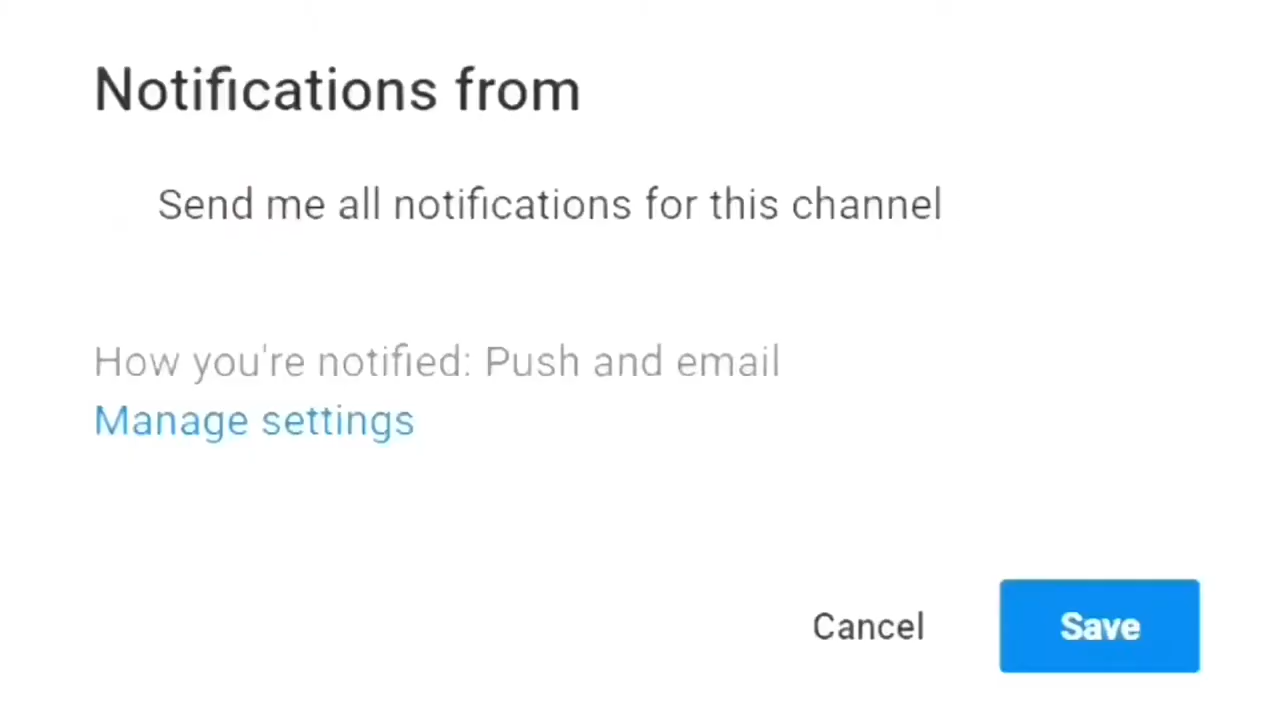 Notifications from
Send me all notifications for this channel
How you're notified: Push and email
Manage settings
Cancel
Save